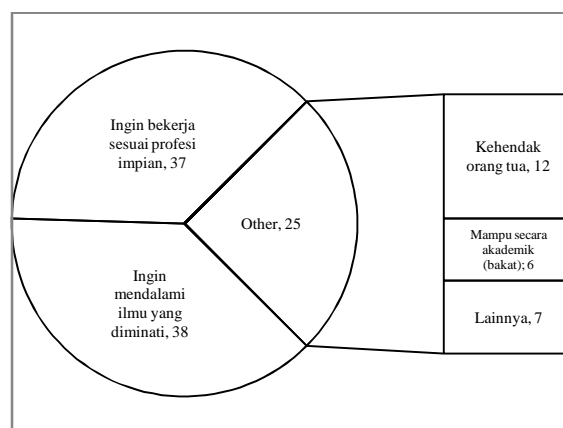 Ingin bekerja
sesuai profesi
impian, 37
Other, 25
Ingin
mendalami
ilmu yang
diminati, 38
Kehendak
orang tua, 12
Mampu secara
akademik
(bakat); 6
Lainnya, 7